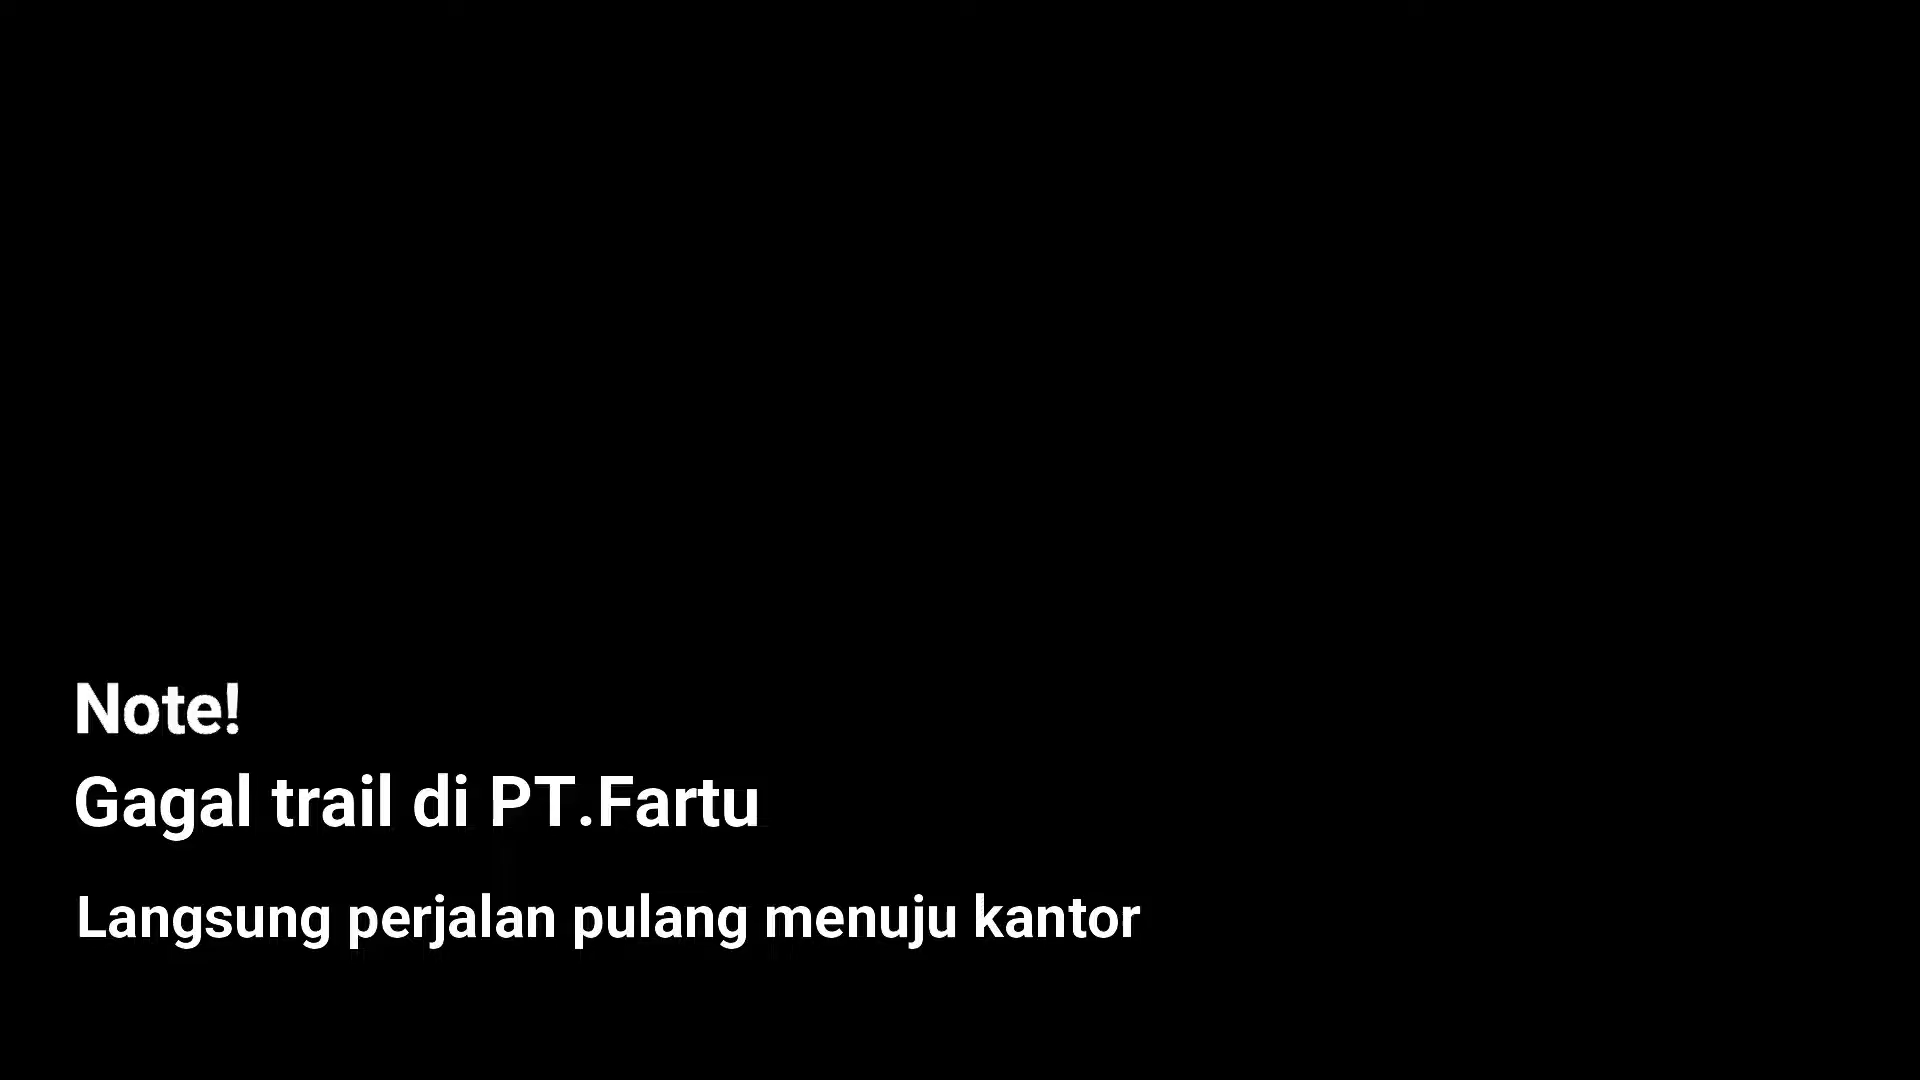 Note!
Gagal trail di PT.Fartu
Langsung perjalan pulang menuju kantor